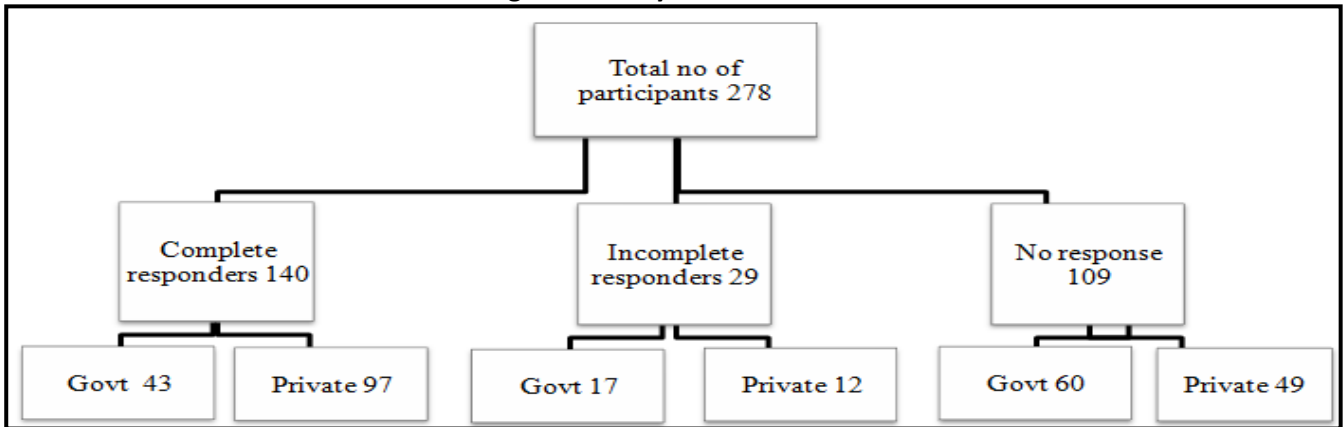 Total no of
participants 278
Complete
responders 140
Incomplete
responders 29
No response
109
Govt 43
Private 97
Govt 17
Private 12
Govt 60
Private 49